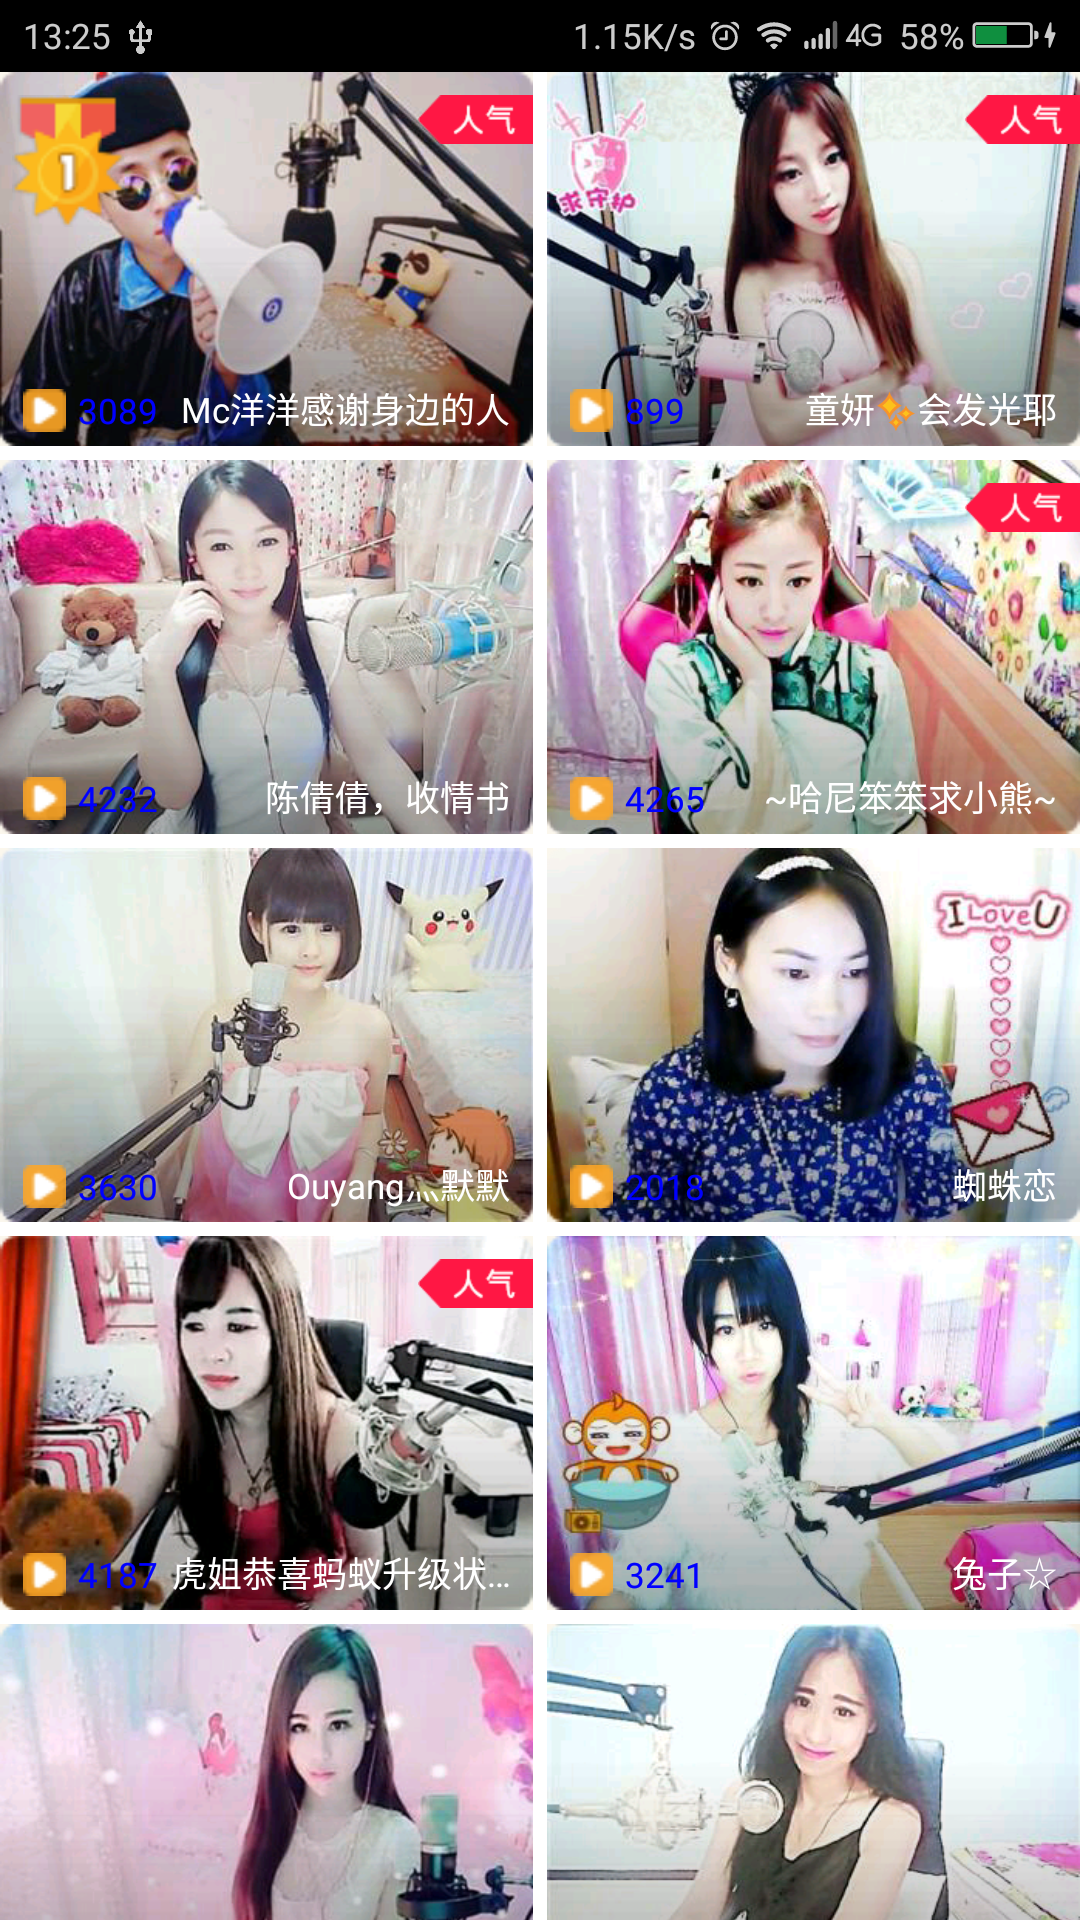 13:25
1.15K/s 4G 58%
人气
1
3089 Mc洋洋感谢身边的人
人气
求守护
899 童妍✨会发光耶
4232 陈倩倩，收情书
人气
4265 ~哈尼笨笨求小熊~
3630 Ouyang灬默默
I Love U
2018 蜘蛛恋
人气
4187 虎姐恭喜蚂蚁升级状...
3241 兔子☆